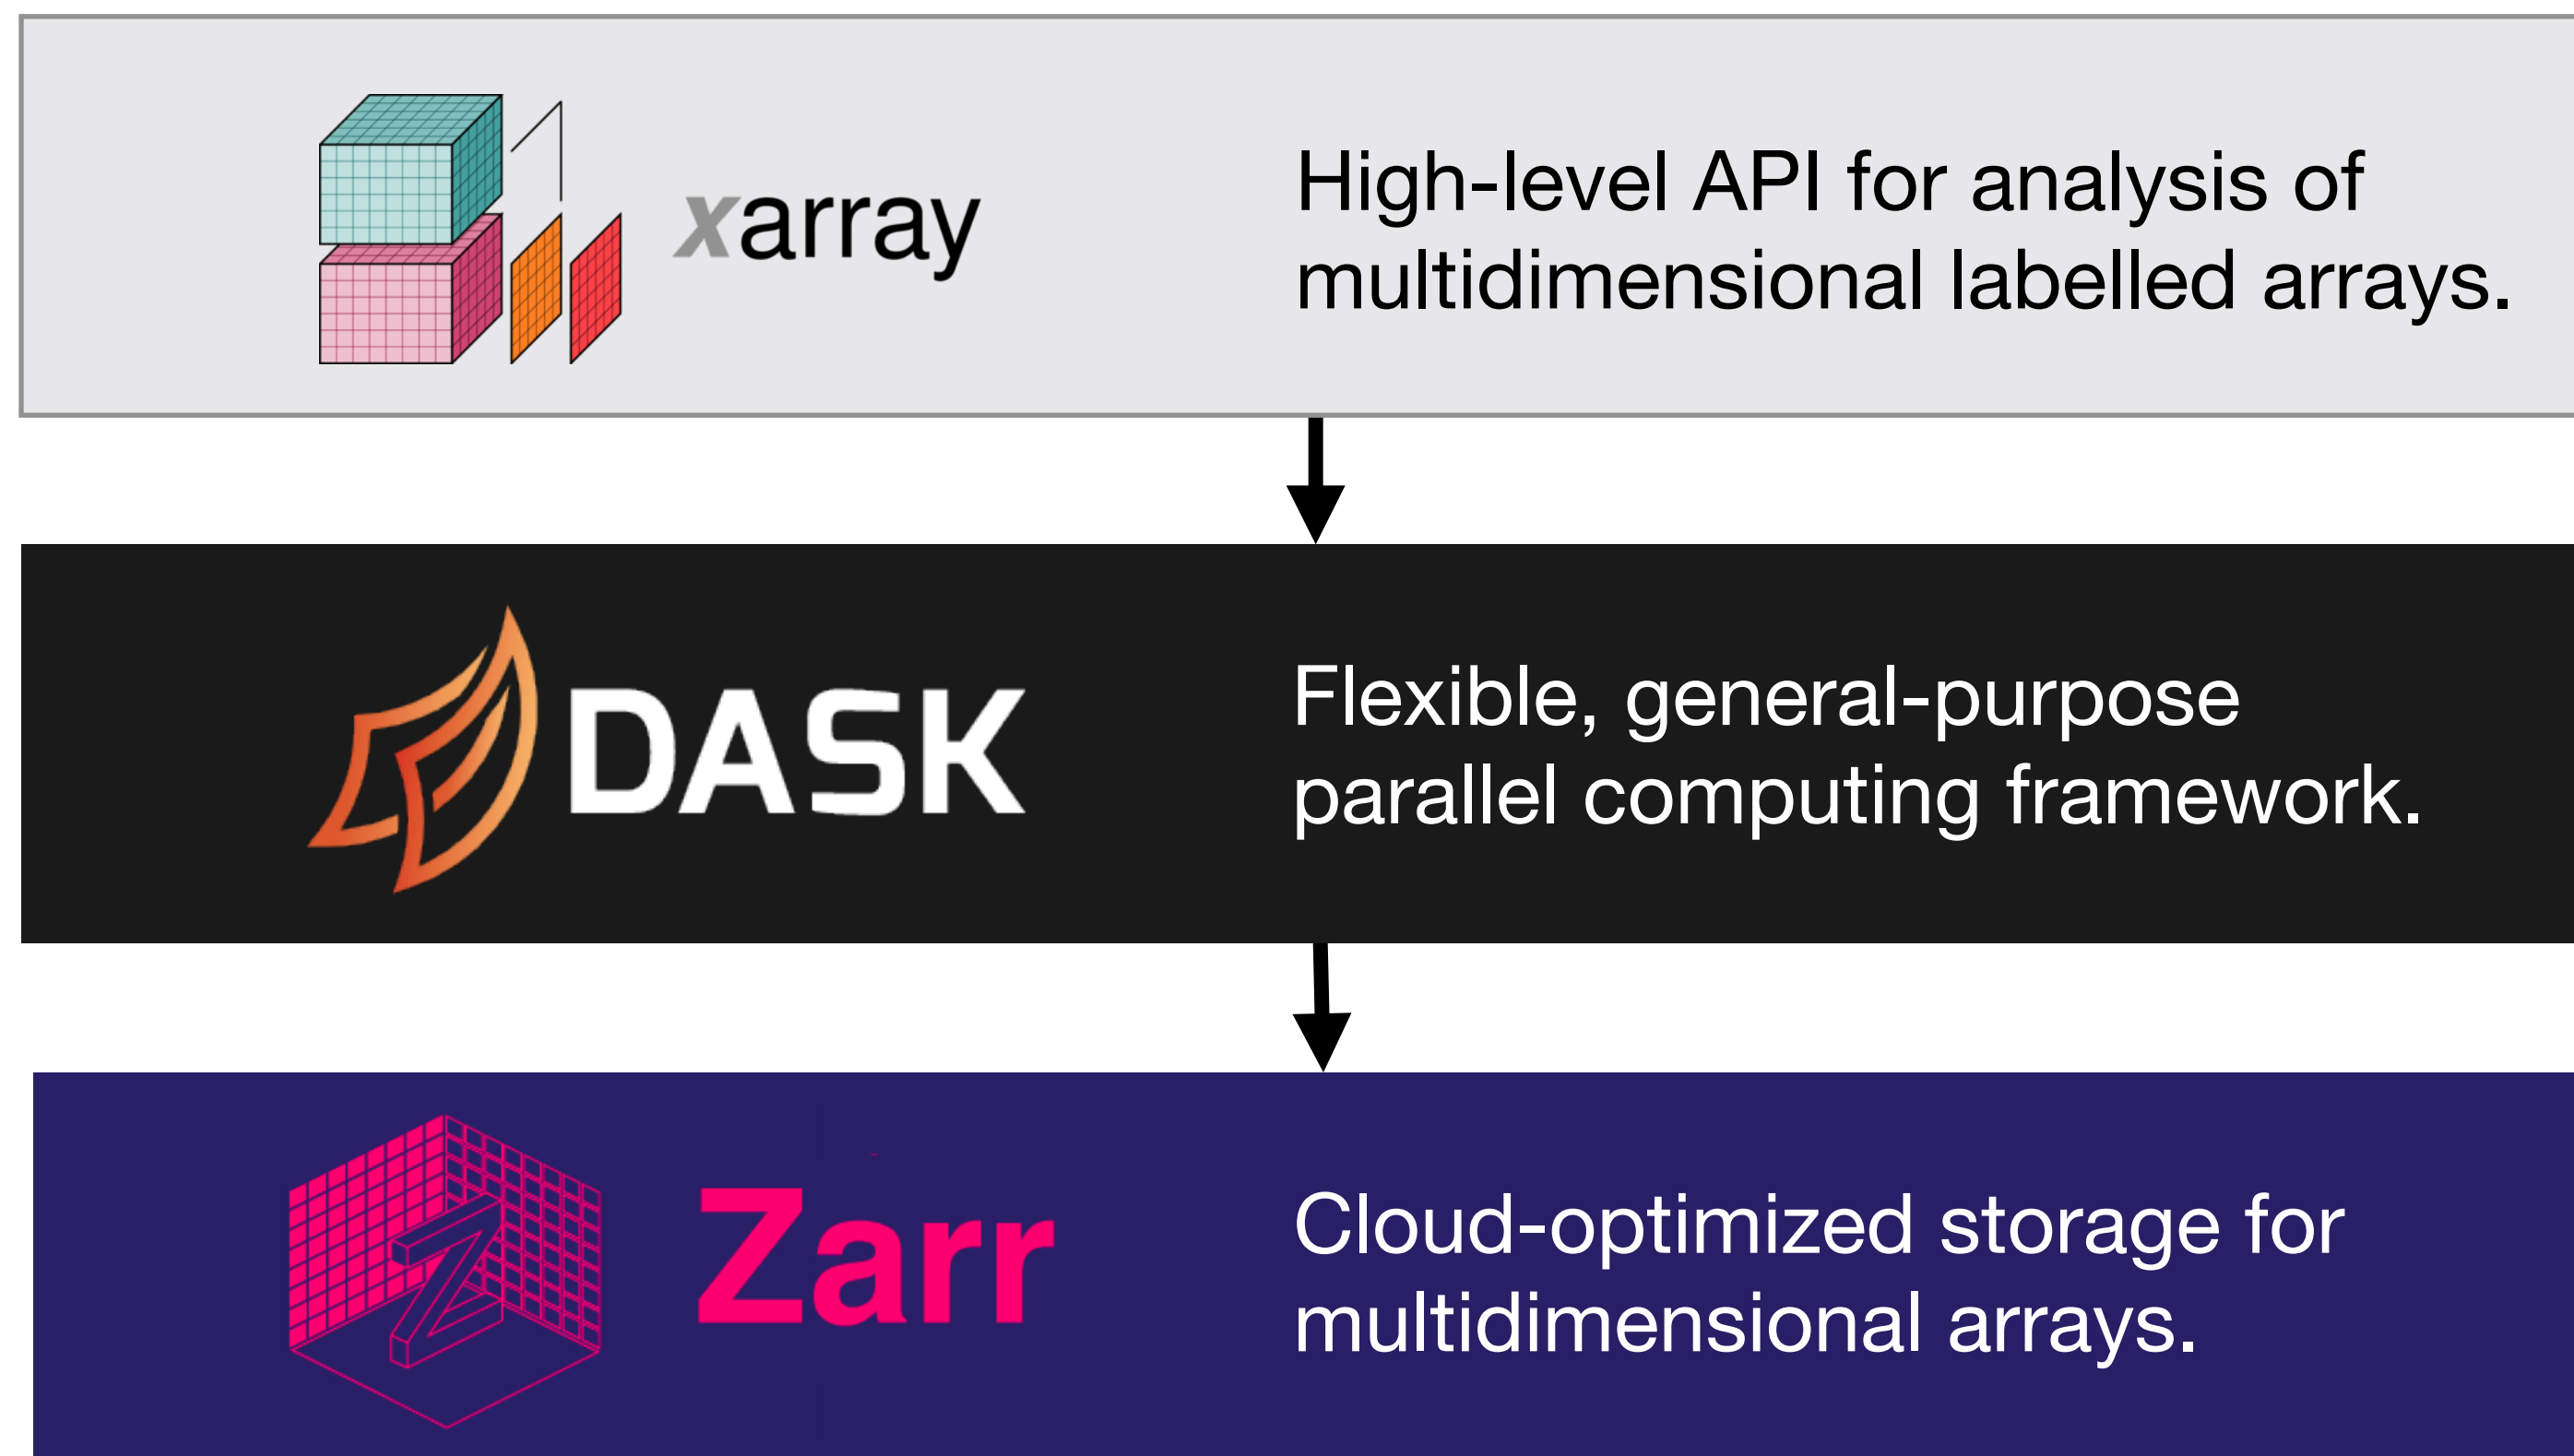 xarray
High-level API for analysis of
multidimensional labelled arrays.
DASK
Flexible, general-purpose
parallel computing framework.
Zarr
Cloud-optimized storage for
multidimensional arrays.